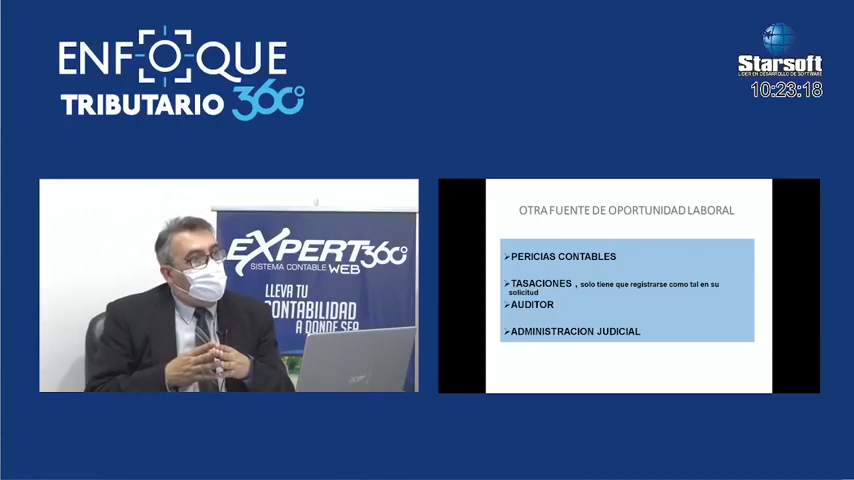 ENFOQUE
TRIBUTARIO 360°
Starsoft
LIDER EN DESARROLLO DE SOFTWARE
10:23:18
EXPERT360°
SISTEMA CONTABLE WEB
LLEVA TU
CONTABILIDAD
A DONDE SEA
acer
OTRA FUENTE DE OPORTUNIDAD LABORAL
➢PERICIAS CONTABLES
➢TASACIONES , solo tiene que registrarse como tal en su
solicitud
➢AUDITOR
➢ADMINISTRACION JUDICIAL